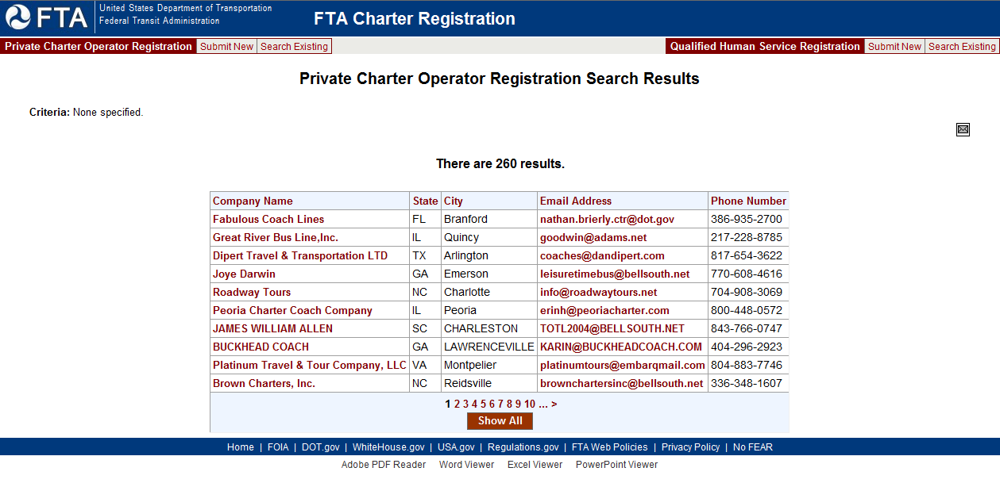 FTA United States Department of Transportation
Federal Transit Administration
FTA Charter Registration
Private Charter Operator Registration Submit New Search Existing Qualified Human Service Registration Submit New Search Existing
Private Charter Operator Registration Search Results
Criteria: None specified.
There are 260 results.
Company Name State City Email Address Phone Number
Fabulous Coach Lines FL Branford nathan.brierly.ctr@dot.gov 386-935-2700
Great River Bus Line,Inc. IL Quincy goodwin@adams.net 217-228-8785
Dipert Travel & Transportation LTD TX Arlington coaches@dandipert.com 817-654-3622
Joye Darwin GA Emerson leisuretimebus@bellsouth.net 770-608-4616
Roadway Tours NC Charlotte info@roadwaytours.net 704-908-3069
Peoria Charter Coach Company IL Peoria erinh@peoriacharter.com 800-448-0572
JAMES WILLIAM ALLEN SC CHARLESTON TOTL2004@BELLSOUTH.NET 843-766-0747
BUCKHEAD COACH GA LAWRENCEVILLE KARIN@BUCKHEADCOACH.COM 404-296-2923
Platinum Travel & Tour Company, LLC VA Montpelier platinumtours@embarqmail.com 804-883-7746
Brown Charters, Inc. NC Reidsville brownchartersinc@bellsouth.net 336-348-1607
1 2 3 4 5 6 7 8 9 10 ... >
Show All
Home | FOIA | DOT.gov | WhiteHouse.gov | USA.gov | Regulations.gov | FTA Web Policies | Privacy Policy | No FEAR
Adobe PDF Reader Word Viewer Excel Viewer PowerPoint Viewer